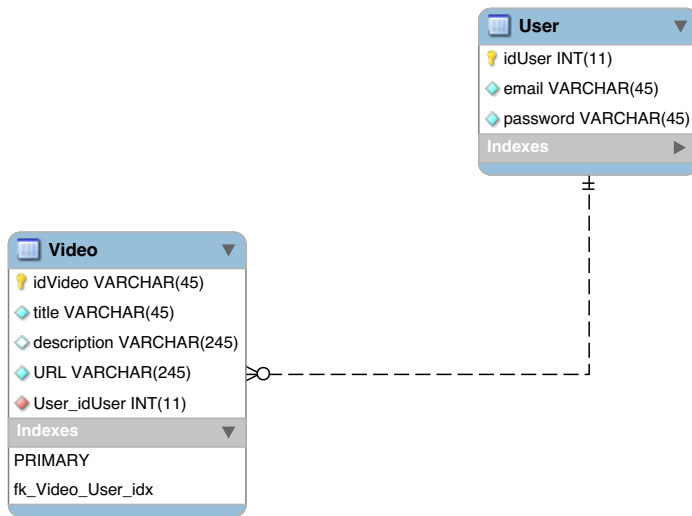 User
idUser INT(11)
email VARCHAR(45)
password VARCHAR(45)
Indexes
Video
idVideo VARCHAR(45)
title VARCHAR(45)
description VARCHAR(245)
URL VARCHAR(245)
User_idUser INT(11)
Indexes
PRIMARY
fk_Video_User_idx